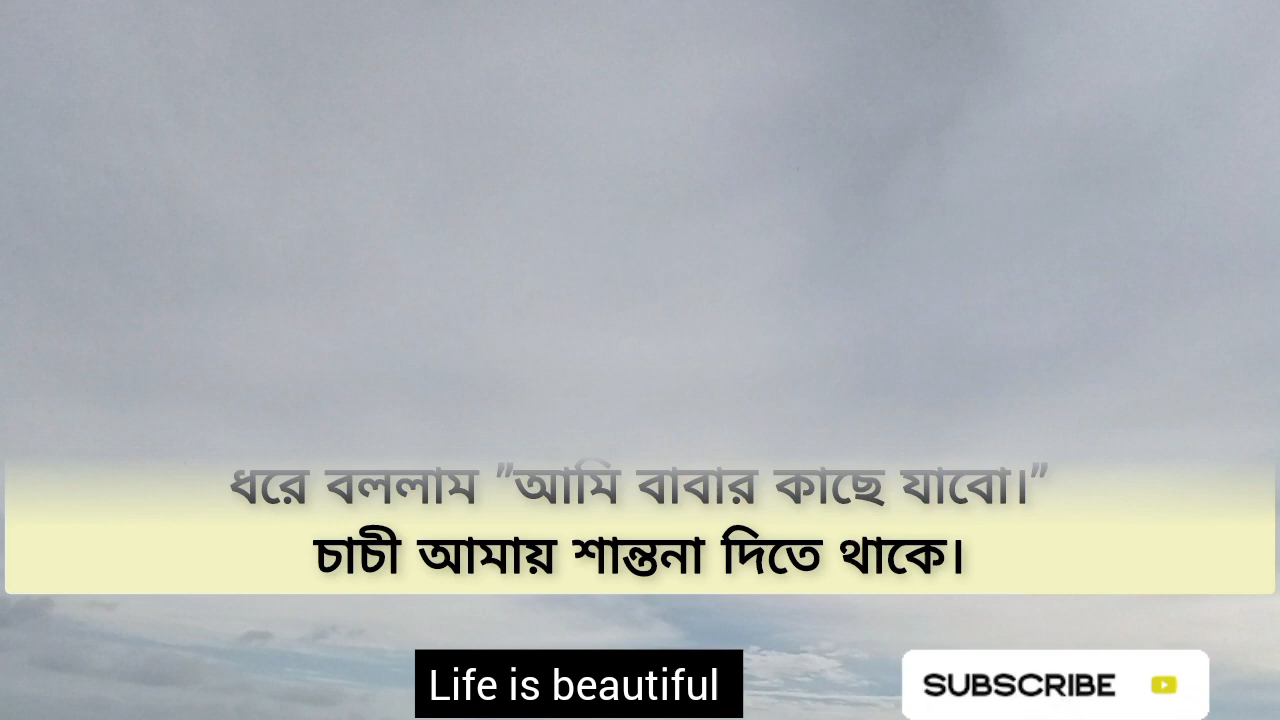 ধরে বললাম "আমি বাবার কাছে যাবো।"
চাচী আমায় শান্তনা দিতে থাকে।
Life is beautiful
SUBSCRIBE